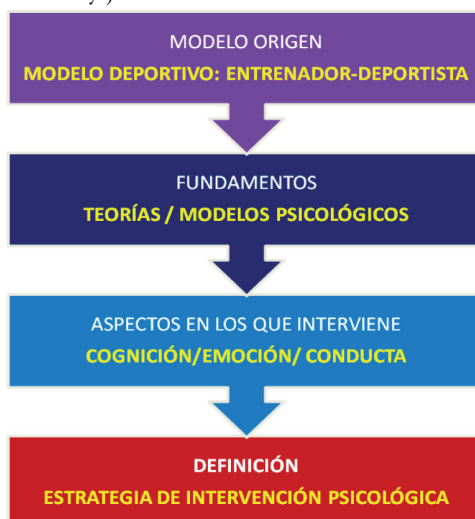 MODELO ORIGEN
MODELO DEPORTIVO: ENTRENADOR-DEPORTISTA
FUNDAMENTOS
TEORÍAS / MODELOS PSICOLÓGICOS
ASPECTOS EN LOS QUE INTERVIENE
COGNICIÓN/EMOCIÓN/ CONDUCTA
DEFINICIÓN
ESTRATEGIA DE INTERVENCIÓN PSICOLÓGICA